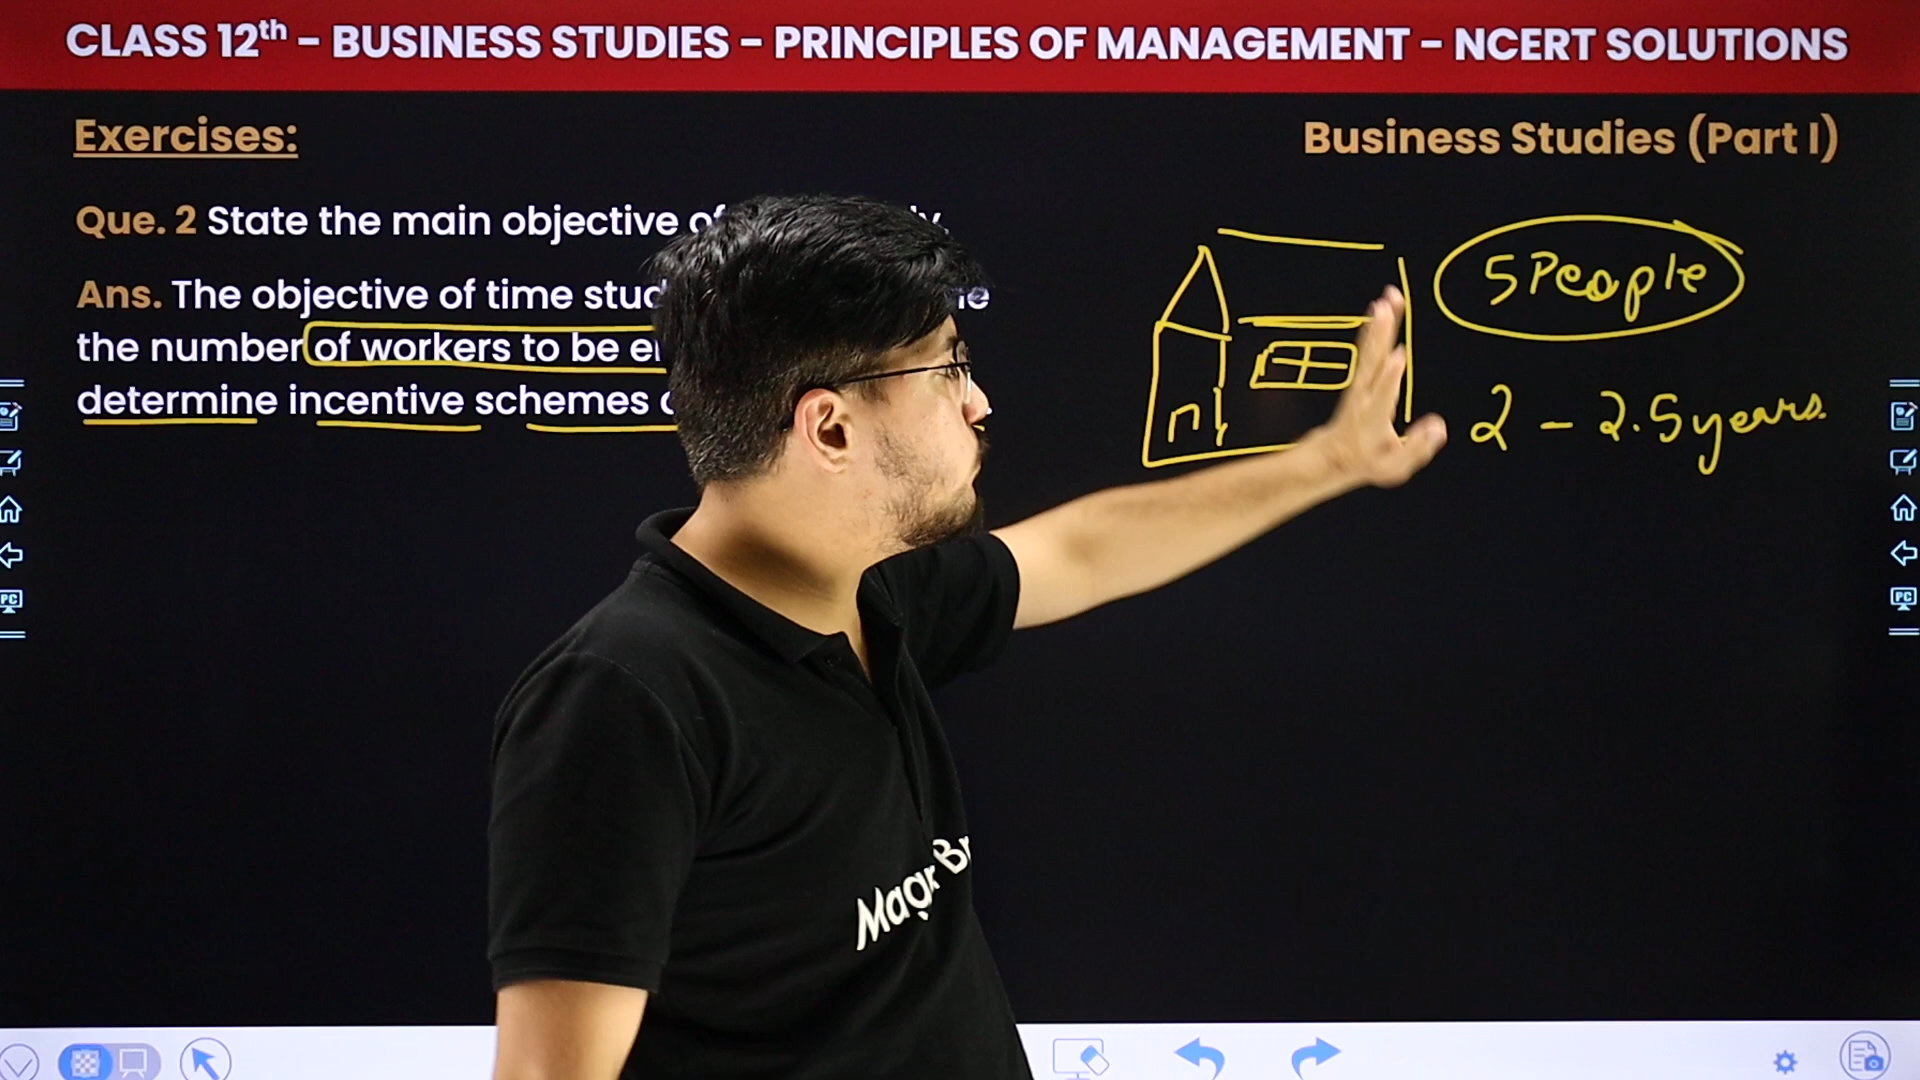 CLASS 12th – BUSINESS STUDIES – PRINCIPLES OF MANAGEMENT – NCERT SOLUTIONS
Exercises:
Business Studies (Part I)
Que. 2 State the main objective of
Ans. The objective of time
the number of workers to be
determine incentive schemes
5 People
2 – 2.5 years.
PC
PC